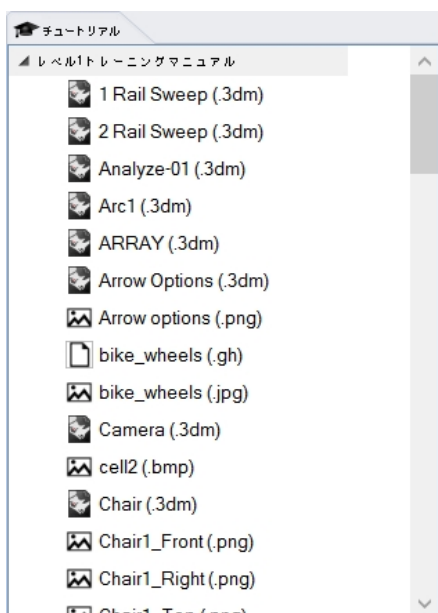 チュートリアル
レベル1トレーニングマニュアル
1 Rail Sweep (.3dm)
2 Rail Sweep (.3dm)
Analyze-01 (.3dm)
Arc1 (.3dm)
ARRAY (.3dm)
Arrow Options (.3dm)
Arrow options (.png)
bike_wheels (.gh)
bike_wheels (.jpg)
Camera (.3dm)
cell2 (.bmp)
Chair (.3dm)
Chair1_Front (.png)
Chair1_Right (.png)
Chair1_Top (.png)